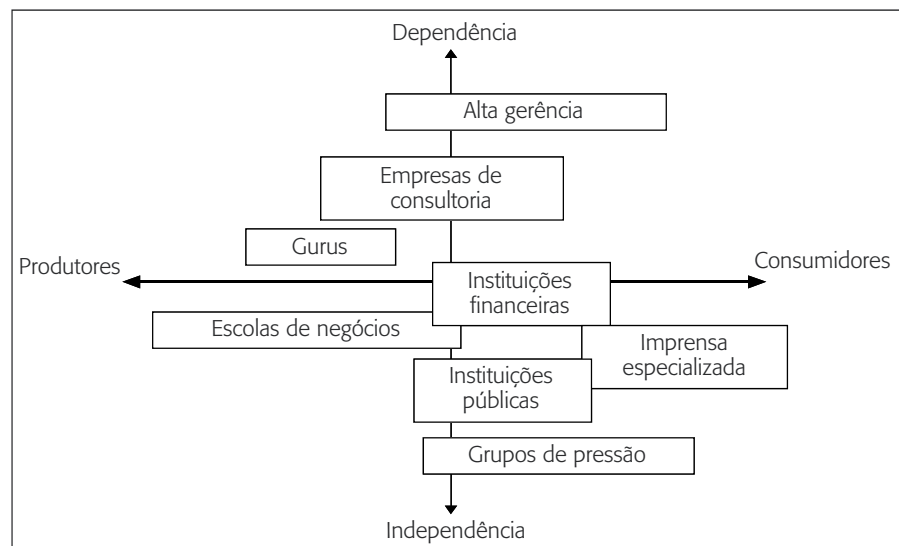 Dependência
Alta gerência
Empresas de
consultoria
Gurus
Produtores
Consumidores
Instituições
financeiras
Escolas de negócios
Imprensa
especializada
Instituições
públicas
Grupos de pressão
Independência